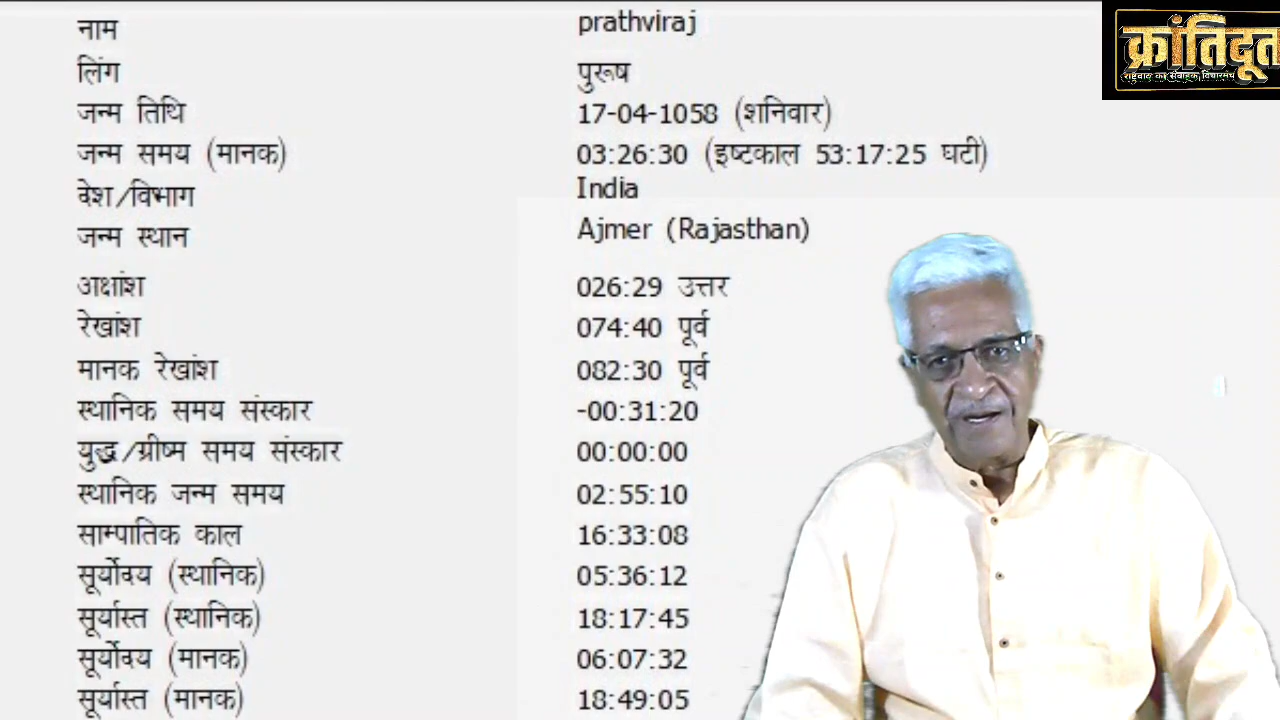 क्रांतिदूत
राष्ट्रवाद का संवाहक विचारमंच
नाम prathviraj
लिंग पुरूष
जन्म तिथि 17-04-1058 (शनिवार)
जन्म समय (मानक) 03:26:30 (इष्टकाल 53:17:25 घटी)
देश/विभाग India
जन्म स्थान Ajmer (Rajasthan)
अक्षांश 026:29 उत्तर
रेखांश 074:40 पूर्व
मानक रेखांश 082:30 पूर्व
स्थानिक समय संस्कार -00:31:20
युद्ध/ग्रीष्म समय संस्कार 00:00:00
स्थानिक जन्म समय 02:55:10
साम्पातिक काल 16:33:08
सूर्योदय (स्थानिक) 05:36:12
सूर्यास्त (स्थानिक) 18:17:45
सूर्योदय (मानक) 06:07:32
सूर्यास्त (मानक) 18:49:05